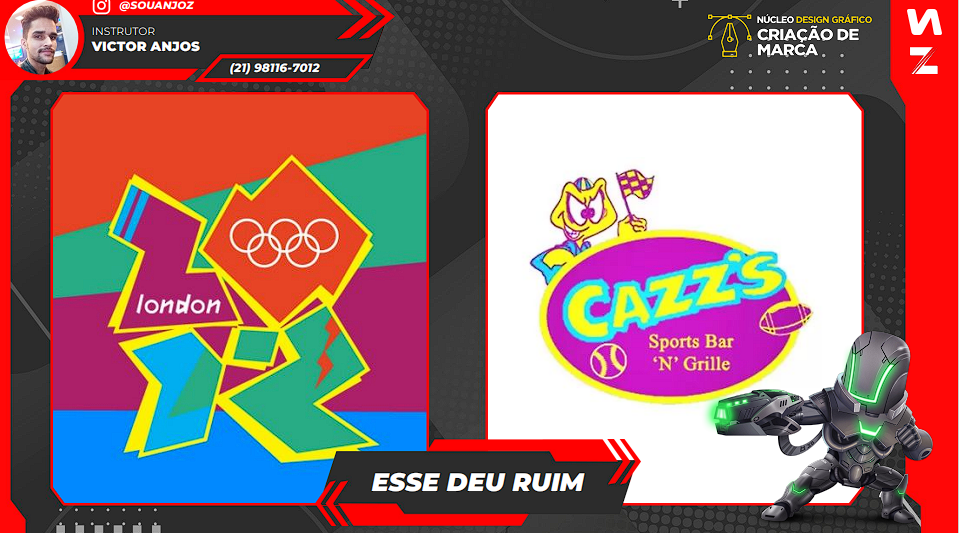 @SOUANJOZ
INSTRUTOR
VICTOR ANJOS
(21) 98116-7012
NÚCLEO DESIGN GRÁFICO
CRIAÇÃO DE
MARCA
london
CAZZ'S
Sports Bar
'N' Grille
ESSE DEU RUIM